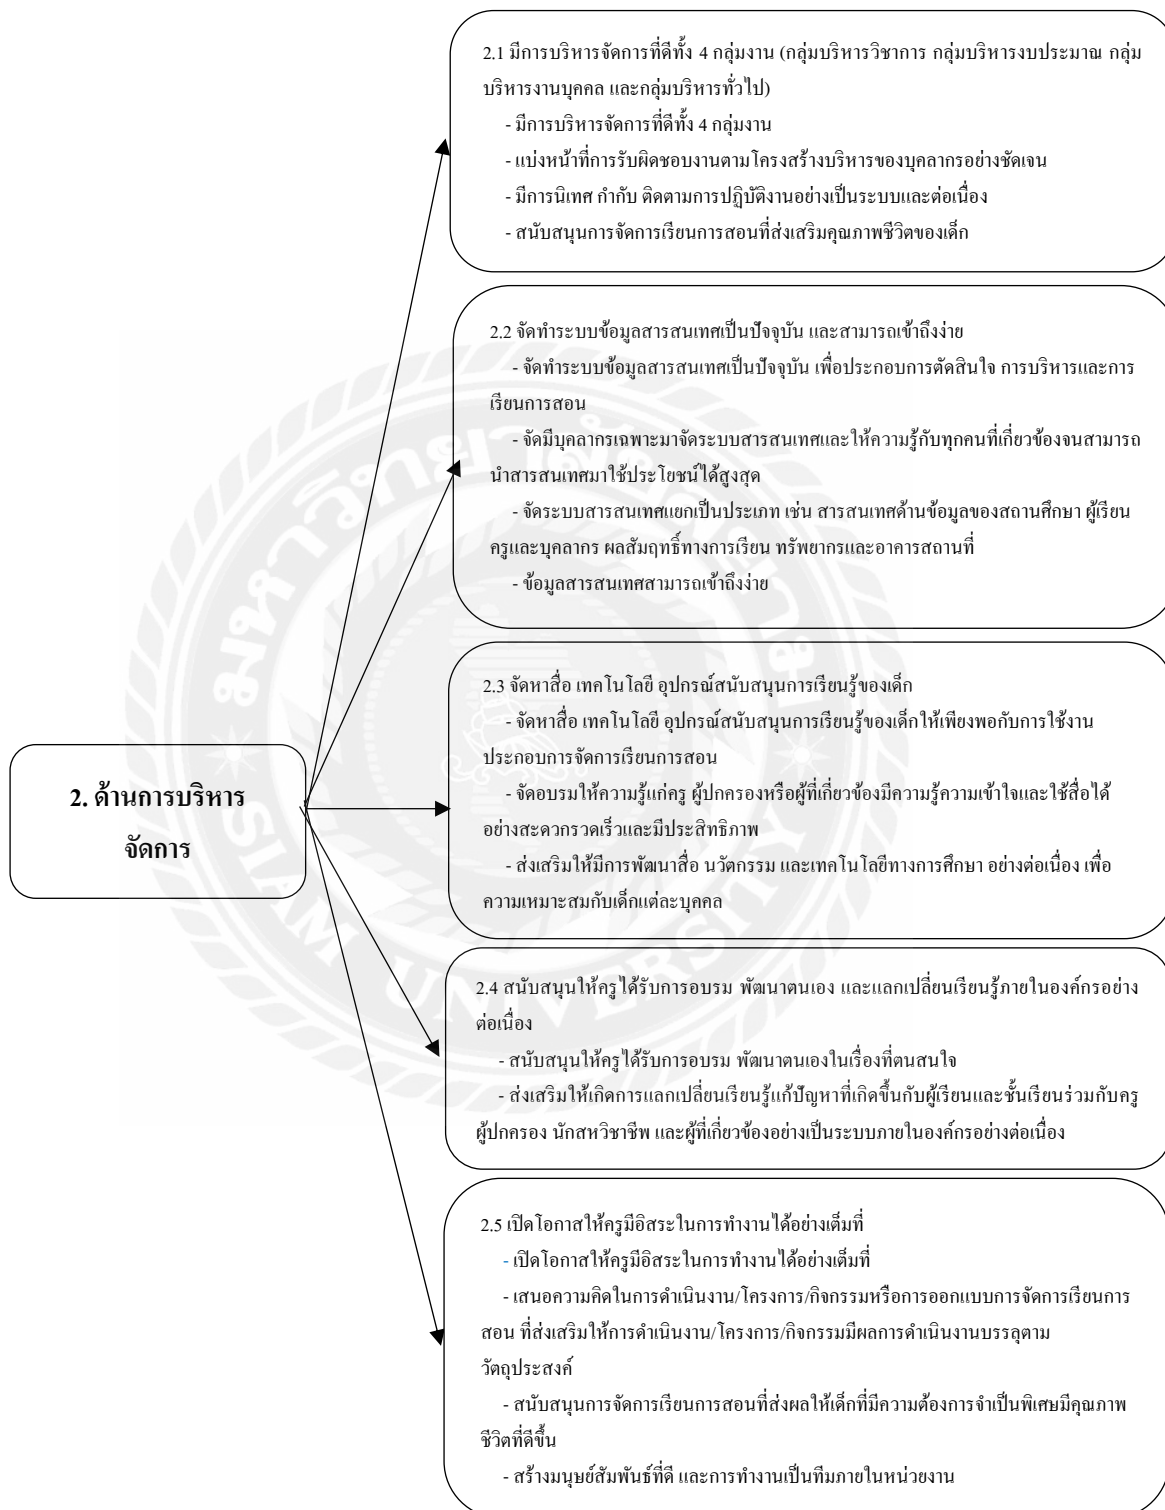 2.1 มีการบริหารจัดการที่ดีทั้ง 4 กลุ่มงาน (กลุ่มบริหารวิชาการ กลุ่มบริหารงบประมาณ กลุ่ม
บริหารงานบุคคล และกลุ่มบริหารทั่วไป)
- มีการบริหารจัดการที่ดีทั้ง 4 กลุ่มงาน
- แบ่งหน้าที่การรับผิดชอบงานตามโครงสร้างบริหารของบุคลากรอย่างชัดเจน
- มีการนิเทศ กำกับ ติดตามการปฏิบัติงานอย่างเป็นระบบและต่อเนื่อง
- สนับสนุนการจัดการเรียนการสอนที่ส่งเสริมคุณภาพชีวิตของเด็ก
2.2 จัดทำระบบข้อมูลสารสนเทศเป็นปัจจุบัน และสามารถเข้าถึงง่าย
- จัดทำระบบข้อมูลสารสนเทศเป็นปัจจุบัน เพื่อประกอบการตัดสินใจ การบริหารและการ
เรียนการสอน
- จัดมีบุคลากรเฉพาะมาจัดระบบสารสนเทศและให้ความรู้กับทุกคนที่เกี่ยวข้องจนสามารถ
นำสารสนเทศมาใช้ประโยชน์ได้สูงสุด
- จัดระบบสารสนเทศแยกเป็นประเภท เช่น สารสนเทศด้านข้อมูลของสถานศึกษา ผู้เรียน
ครูและบุคลากร ผลสัมฤทธิ์ทางการเรียน ทรัพยากรและอาคารสถานที่
- ข้อมูลสารสนเทศสามารถเข้าถึงง่าย
2.3 จัดหาสื่อ เทคโนโลยี อุปกรณ์สนับสนุนการเรียนรู้ของเด็ก
- จัดหาสื่อ เทคโนโลยี อุปกรณ์สนับสนุนการเรียนรู้ของเด็กให้เพียงพอกับการใช้งาน
ประกอบการจัดการเรียนการสอน
- จัดอบรมให้ความรู้แก่ครู ผู้ปกครองหรือผู้ที่เกี่ยวข้องมีความรู้ความเข้าใจและใช้สื่อได้
อย่างสะดวกรวดเร็วและมีประสิทธิภาพ
- ส่งเสริมให้มีการพัฒนาสื่อ นวัตกรรม และเทคโนโลยีทางการศึกษา อย่างต่อเนื่อง เพื่อ
ความเหมาะสมกับเด็กแต่ละบุคคล
2. ด้านการบริหาร
จัดการ
2.4 สนับสนุนให้ครูได้รับการอบรม พัฒนาตนเอง และแลกเปลี่ยนเรียนรู้ภายในองค์กรอย่าง
ต่อเนื่อง
- สนับสนุนให้ครูได้รับการอบรม พัฒนาตนเองในเรื่องที่ตนสนใจ
- ส่งเสริมให้เกิดการแลกเปลี่ยนเรียนรู้แก้ปัญหาที่เกิดขึ้นกับผู้เรียนและชั้นเรียนร่วมกับครู
ผู้ปกครอง นักสหวิชาชีพ และผู้ที่เกี่ยวข้องอย่างเป็นระบบภายในองค์กรอย่างต่อเนื่อง
2.5 เปิดโอกาสให้ครูมีอิสระในการทำงานได้อย่างเต็มที่
- เปิดโอกาสให้ครูมีอิสระในการทำงานได้อย่างเต็มที่
- เสนอความคิดในการดำเนินงาน/โครงการ/กิจกรรมหรือการออกแบบการจัดการเรียนการ
สอน ที่ส่งเสริมให้การดำเนินงาน/โครงการ/กิจกรรมมีผลการดำเนินงานบรรลุตาม
วัตถุประสงค์
- สนับสนุนการจัดการเรียนการสอนที่ส่งผลให้เด็กที่มีความต้องการจำเป็นพิเศษมีคุณภาพ
ชีวิตที่ดีขึ้น
- สร้างมนุษย์สัมพันธ์ที่ดี และการทำงานเป็นทีมภายในหน่วยงาน
มหาวิทยาลัยสยาม
SIAM UNIVERSITY